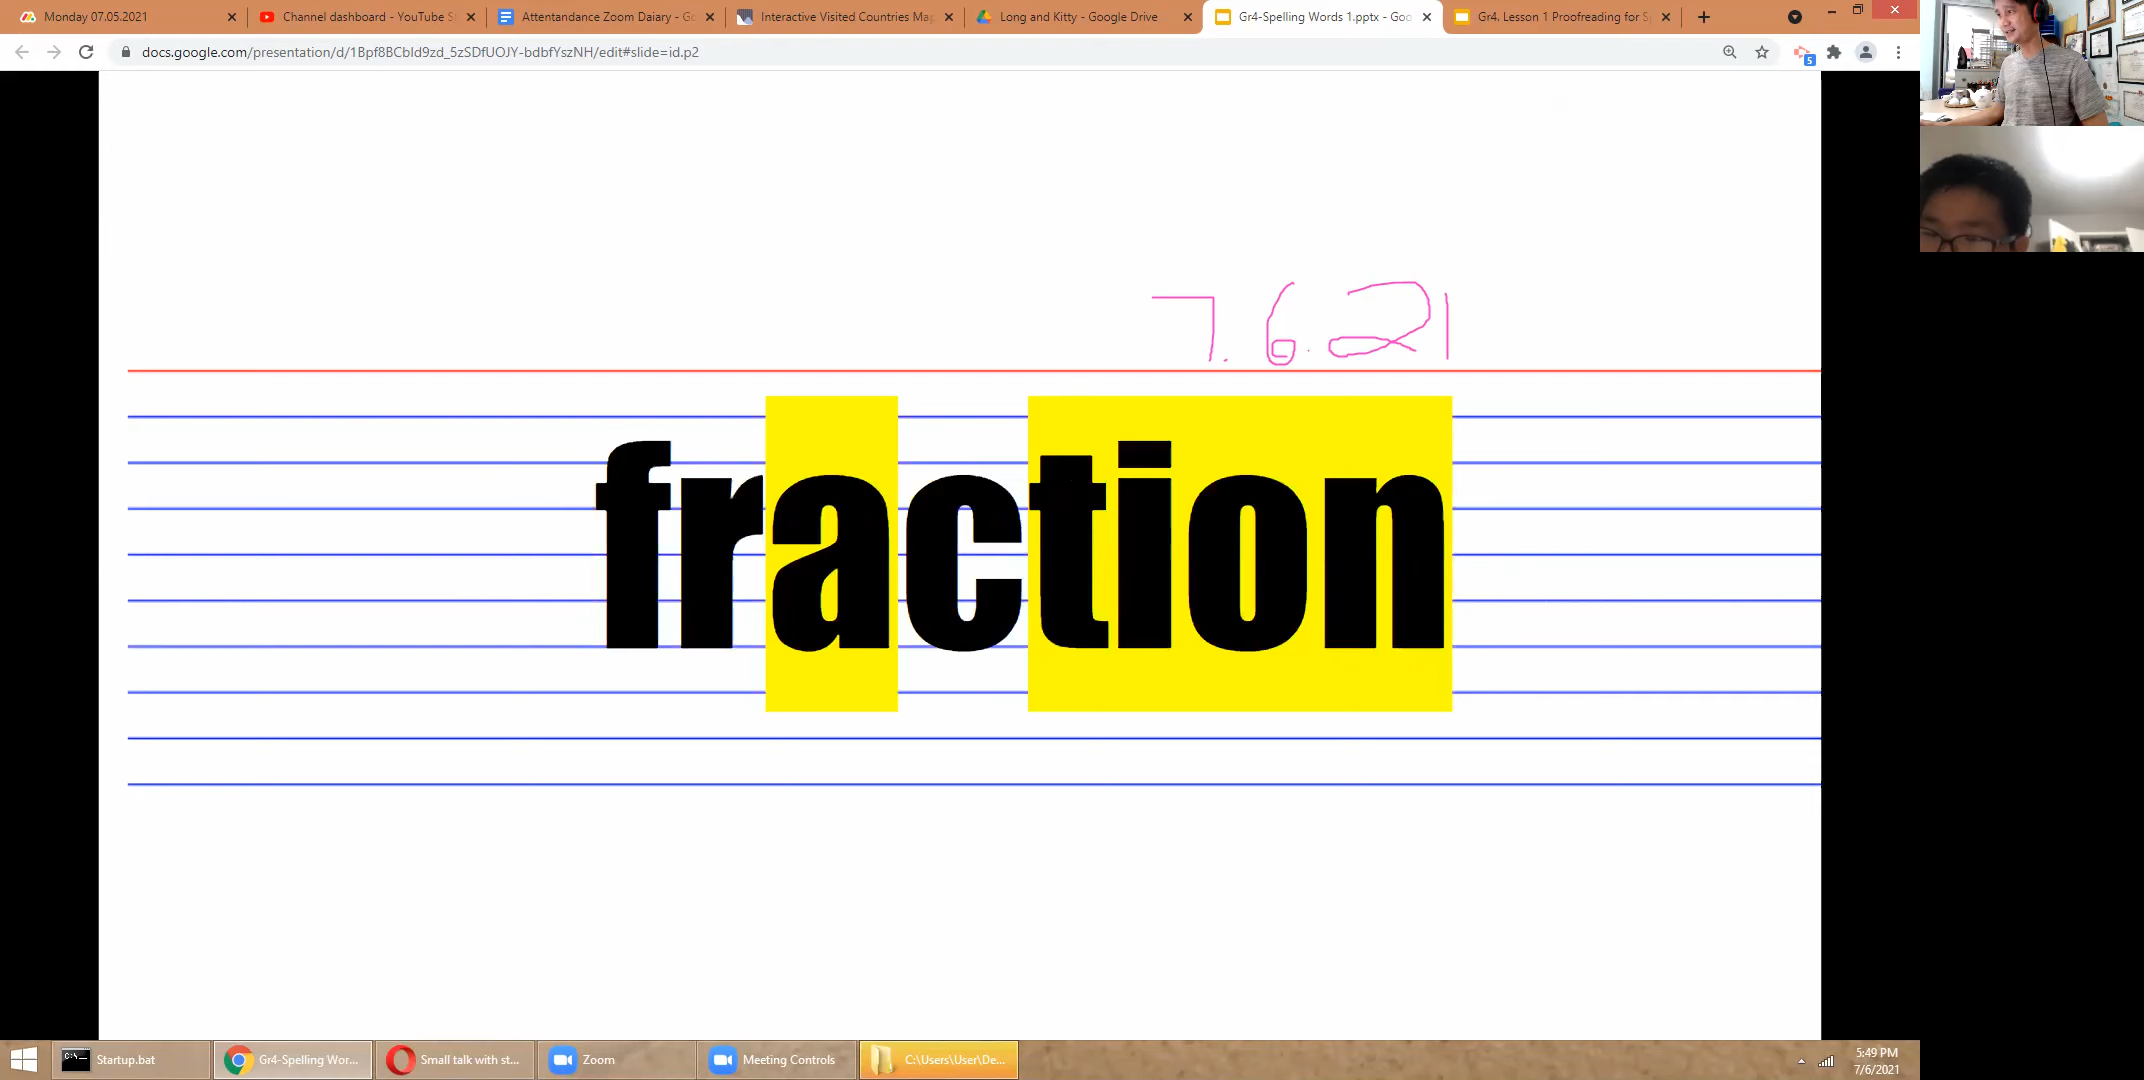 Monday 07.05.2021
Channel dashboard - YouTube S
Attentandance Zoom Daiary - Go
Interactive Visited Countries Map
Long and Kitty - Google Drive
Gr4-Spelling Words 1.pptx - Goo
Gr4. Lesson 1 Proofreading for S
docs.google.com/presentation/d/1Bpf8BCbld9zd_5zSDfUOJY-bdbfYszNH/edit#slide=id.p2
5
7.6.21
fraction
Startup.bat
Gr4-Spelling Wor...
Small talk with st...
Zoom
Meeting Controls
C:\Users\User\De...
5:49 PM
7/6/2021